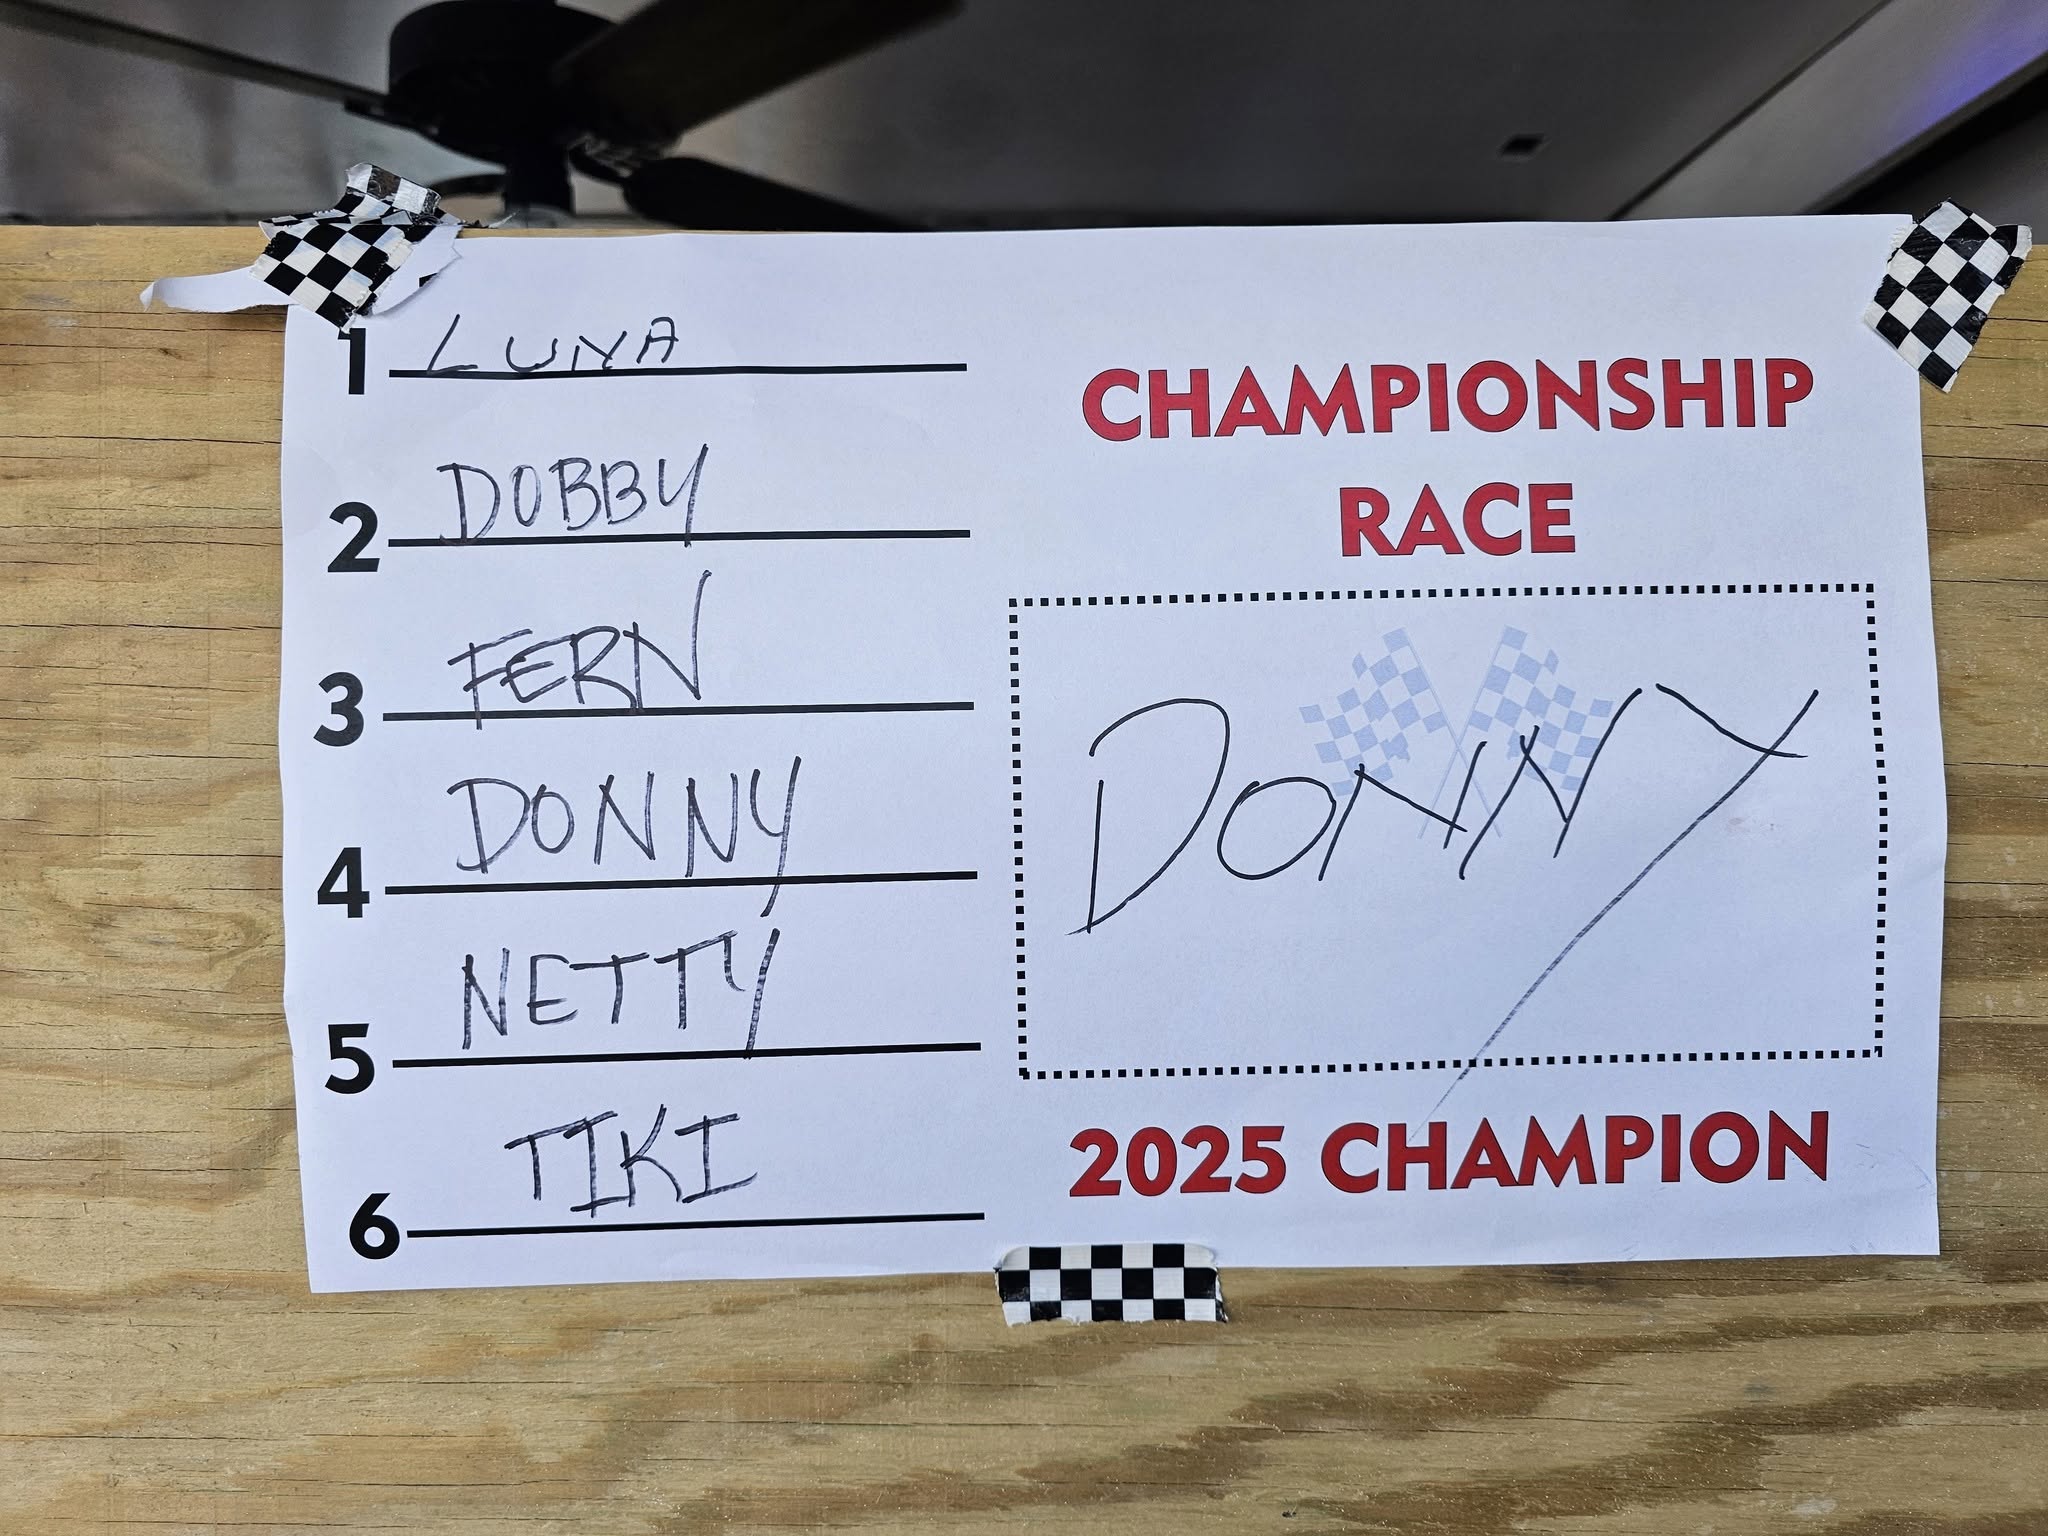 1 LUNA
2 DOBBY
3 FERN
4 DONNY
5 NETTY
6 TIKI
CHAMPIONSHIP
RACE
DONNY
2025 CHAMPION